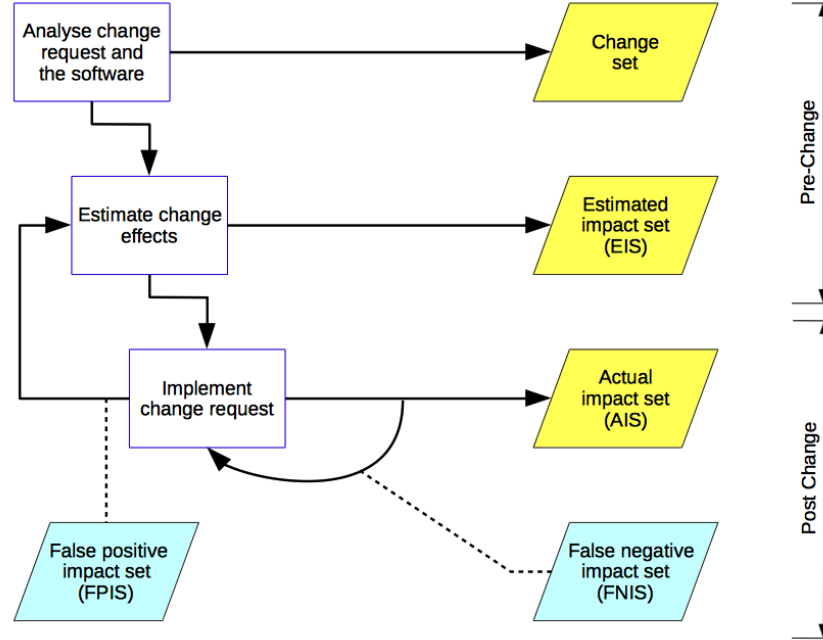 Analyse change
request and
the software
Change
set
Pre-Change
Estimate change
effects
Estimated
impact set
(EIS)
Implement
change request
Actual
impact set
(AIS)
Post Change
False positive
impact set
(FPIS)
False negative
impact set
(FNIS)